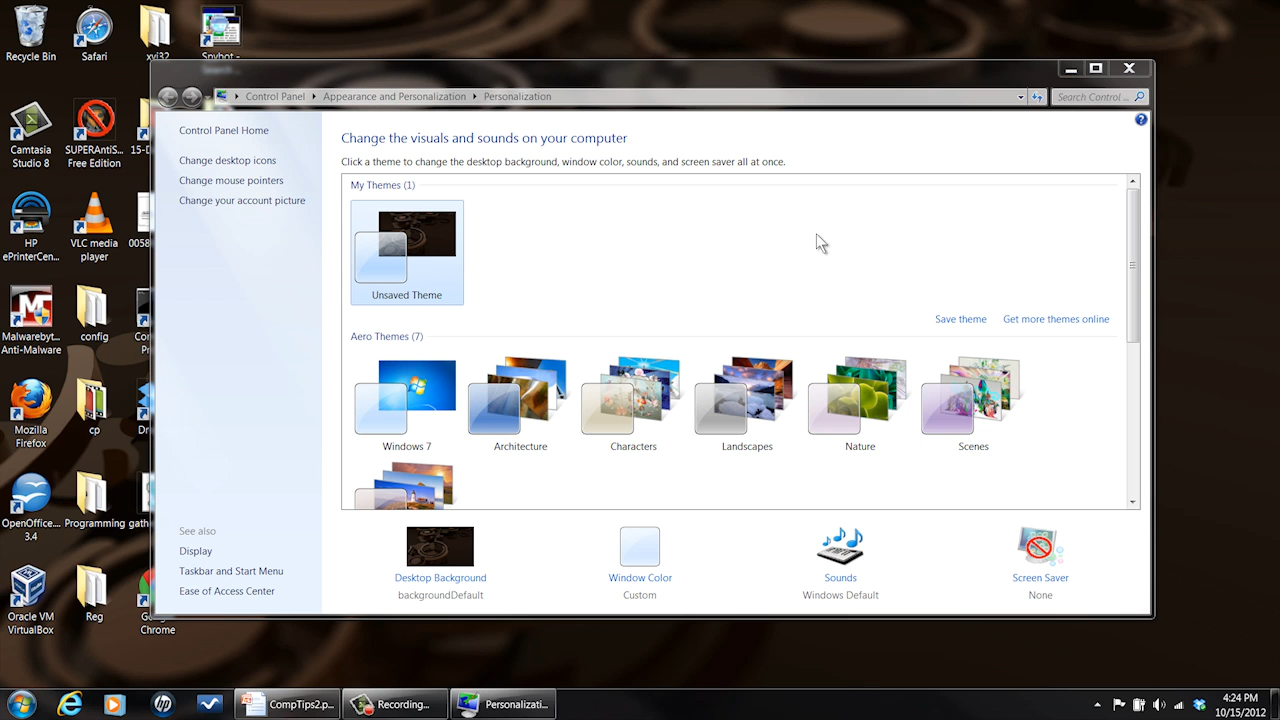 Recycle Bin
Safari
xvi32
Spybot -
Search ...
Camtasia
Studio 8
SUPERAntiS...
Free Edition
15-D
HP
ePrinterCen...
VLC media
player
0058
Malwarebyt...
Anti-Malware
config
Mozilla
Firefox
cp
OpenOffice....
3.4
Programming
gath
Oracle VM
VirtualBox
Reg
Chrome
Control Panel
Appearance and Personalization
Personalization
Search Control ...
Control Panel Home
Change desktop icons
Change mouse pointers
Change your account picture
See also
Display
Taskbar and Start Menu
Ease of Access Center
Change the visuals and sounds on your computer
Click a theme to change the desktop background, window color, sounds, and screen saver all at once.
My Themes (1)
Unsaved Theme
Save theme
Get more themes online
Aero Themes (7)
Windows 7
Architecture
Characters
Landscapes
Nature
Scenes
Desktop Background
backgroundDefault
Window Color
Custom
Sounds
Windows Default
Screen Saver
None
CompTips2.p...
Recording...
Personalizati...
4:24 PM
10/15/2012